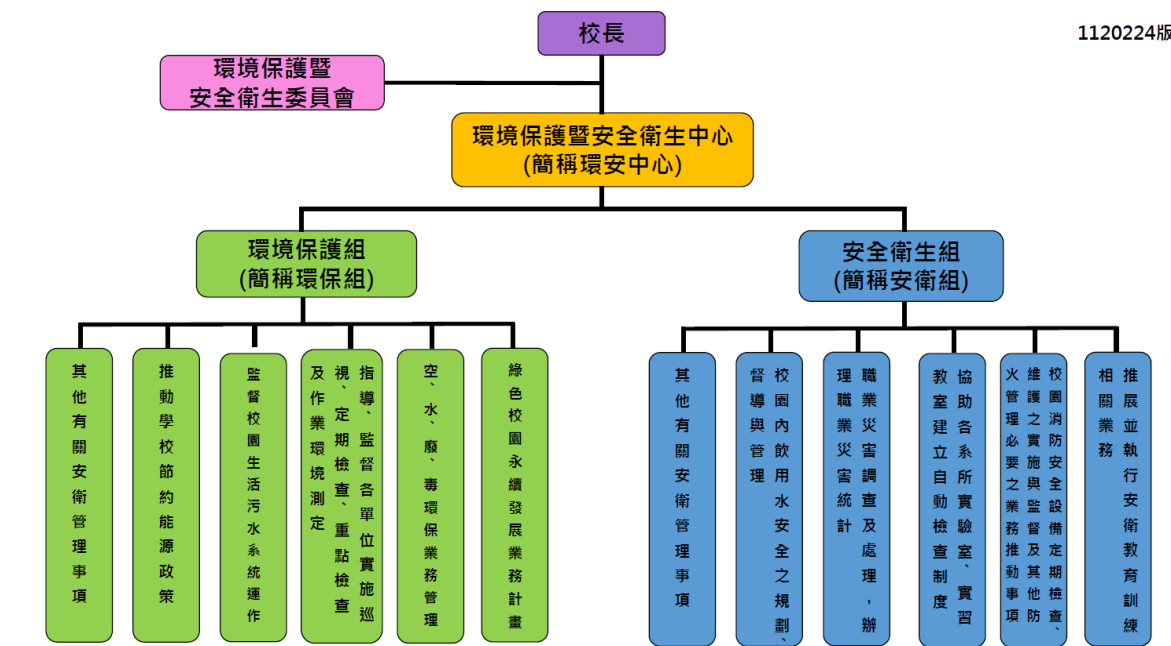 校長
1120224版
環境保護暨
安全衛生委員會
環境保護暨安全衛生中心
(簡稱環安中心)
環境保護組
(簡稱環保組)
安全衛生組
(簡稱安衛組)
其他有關安衛管理事項
推動學校節約能源政策
監督校園生活污水系統運作
指導、監督各單位實施巡
視、定期檢查、重點檢查
及作業環境測定
空、水、廢、毒環保業務管理
綠色校園永續發展業務計畫
其他有關安衛管理事項
校園內飲用水安全之規劃、
督導與管理
職業災害調查及處理，辦
理職業災害統計
協助各系所實驗室、實習
教室建立自動檢查制度
校園消防安全設備定期檢查、
維護之實施與監督及其他防
火管理必要之業務推動事項
推展並執行安衛教育訓練
相關業務